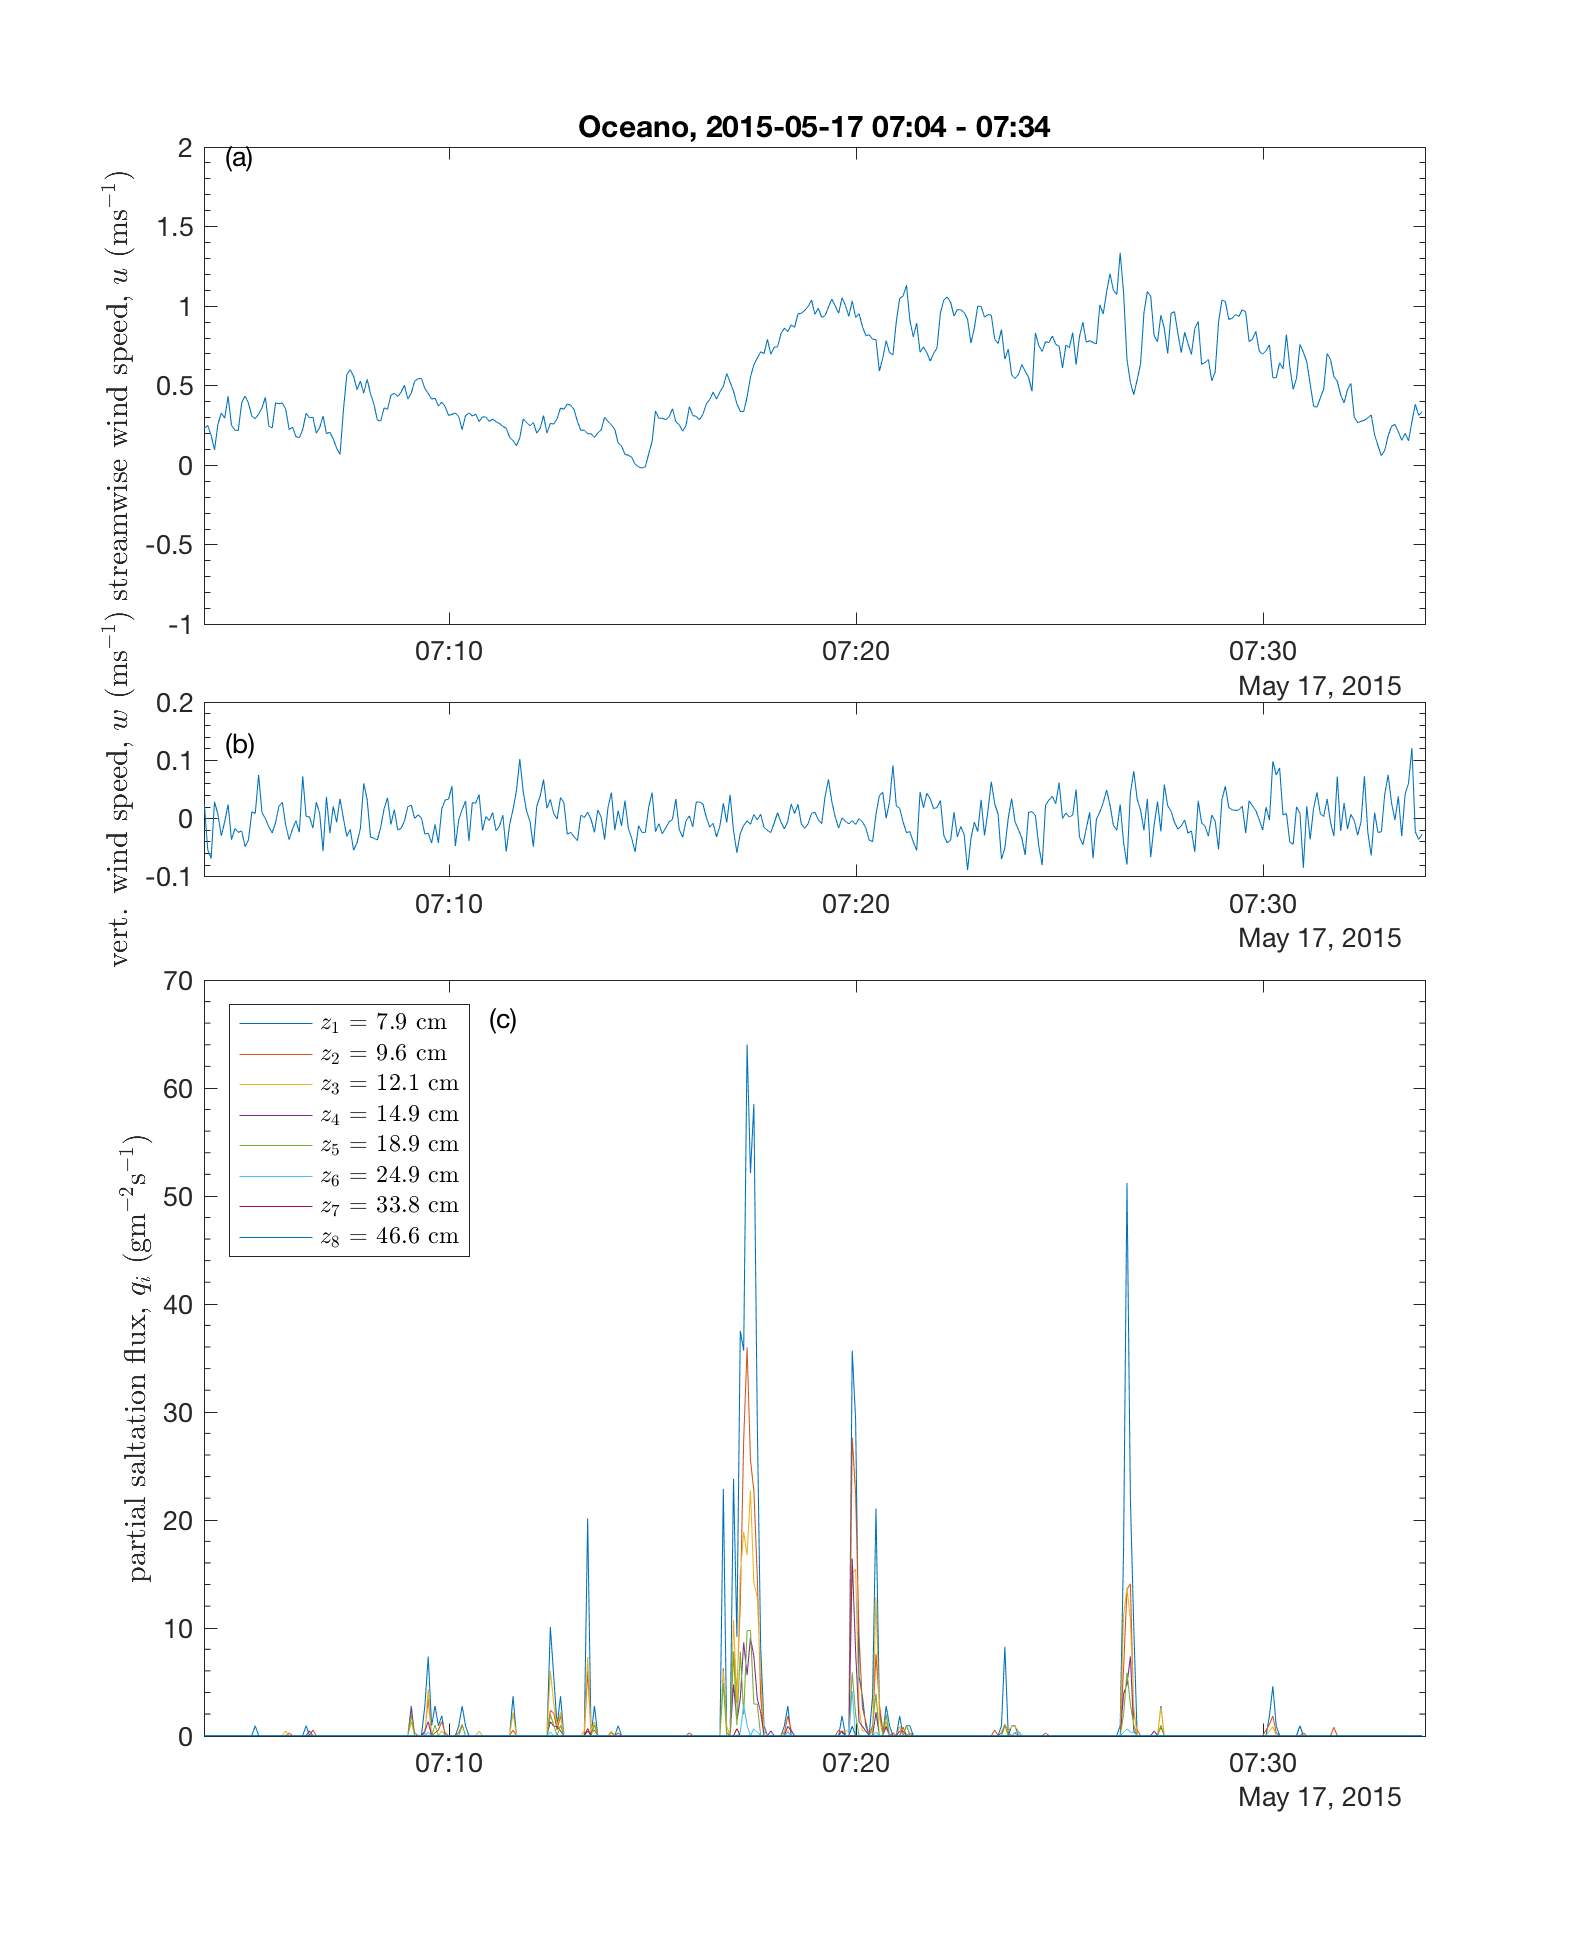 Oceano, 2015-05-17 07:04 - 07:34
(a)
streamwise wind speed, u (ms⁻¹)
2
1.5
1
0.5
0
-0.5
-1
07:10 07:20 07:30
May 17, 2015
(b)
vert. wind speed, w (ms⁻¹)
0.2
0.1
0
-0.1
07:10 07:20 07:30
May 17, 2015
(c)
partial saltation flux, qᵢ (gm⁻²s⁻¹)
70
60
50
40
30
20
10
0
z₁ = 7.9 cm
z₂ = 9.6 cm
z₃ = 12.1 cm
z₄ = 14.9 cm
z₅ = 18.9 cm
z₆ = 24.9 cm
z₇ = 33.8 cm
z₈ = 46.6 cm
07:10 07:20 07:30
May 17, 2015